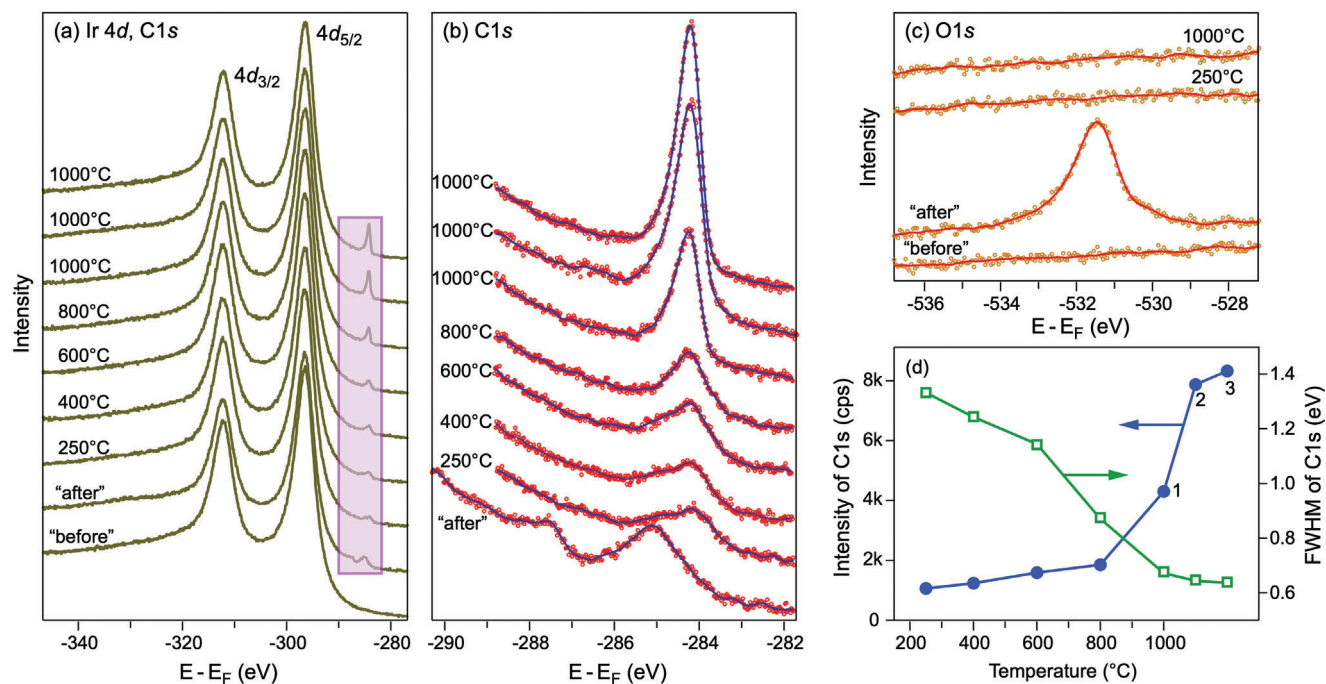 (a) Ir 4d, C1s
4d3/2
4d5/2
1000°C
1000°C
1000°C
800°C
600°C
400°C
250°C
“after”
“before”
Intensity
-340
-320
-300
-280
E - EF (eV)
(b) C1s
1000°C
1000°C
1000°C
800°C
600°C
400°C
250°C
“after”
-290
-288
-286
-284
-282
E - EF (eV)
(c) O1s
1000°C
250°C
“after”
“before”
Intensity
-536
-534
-532
-530
-528
E - EF (eV)
(d)
8k
6k
4k
2k
0
Intensity of C1s (cps)
1
2
3
1.4
1.2
1.0
0.8
0.6
FWHM of C1s (eV)
200
400
600
800
1000
Temperature (°C)